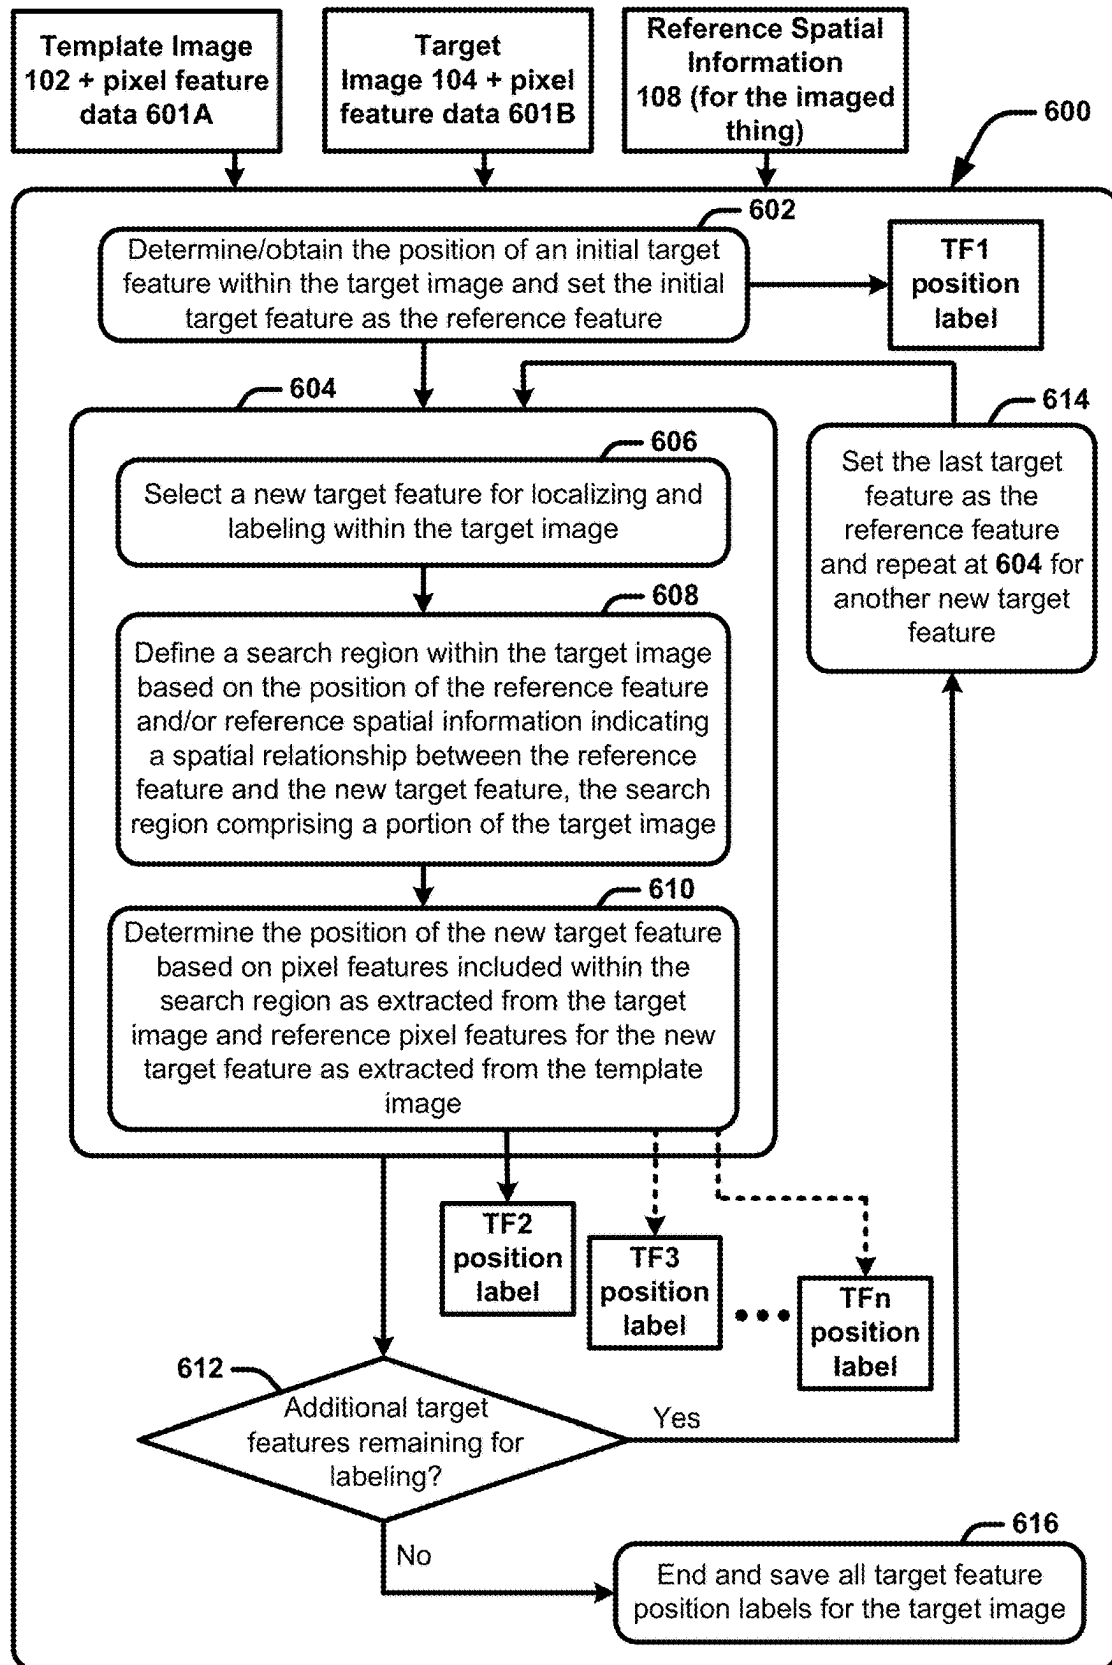 Template Image
102 + pixel feature
data 601A
Target
Image 104 + pixel
feature data 601B
Reference Spatial
Information
108 (for the imaged
thing)
600
602
Determine/obtain the position of an initial target
feature within the target image and set the initial
target feature as the reference feature
TF1
position
label
604
614
606
Select a new target feature for localizing and
labeling within the target image
Set the last target
feature as the
reference feature
and repeat at 604 for
another new target
feature
608
Define a search region within the target image
based on the position of the reference feature
and/or reference spatial information indicating
a spatial relationship between the reference
feature and the new target feature, the search
region comprising a portion of the target image
610
Determine the position of the new target feature
based on pixel features included within the
search region as extracted from the target
image and reference pixel features for the new
target feature as extracted from the template
image
TF2
position
label
TF3
position
label
•••
TFn
position
label
612
Additional target
features remaining for
labeling?
Yes
No
616
End and save all target feature
position labels for the target image